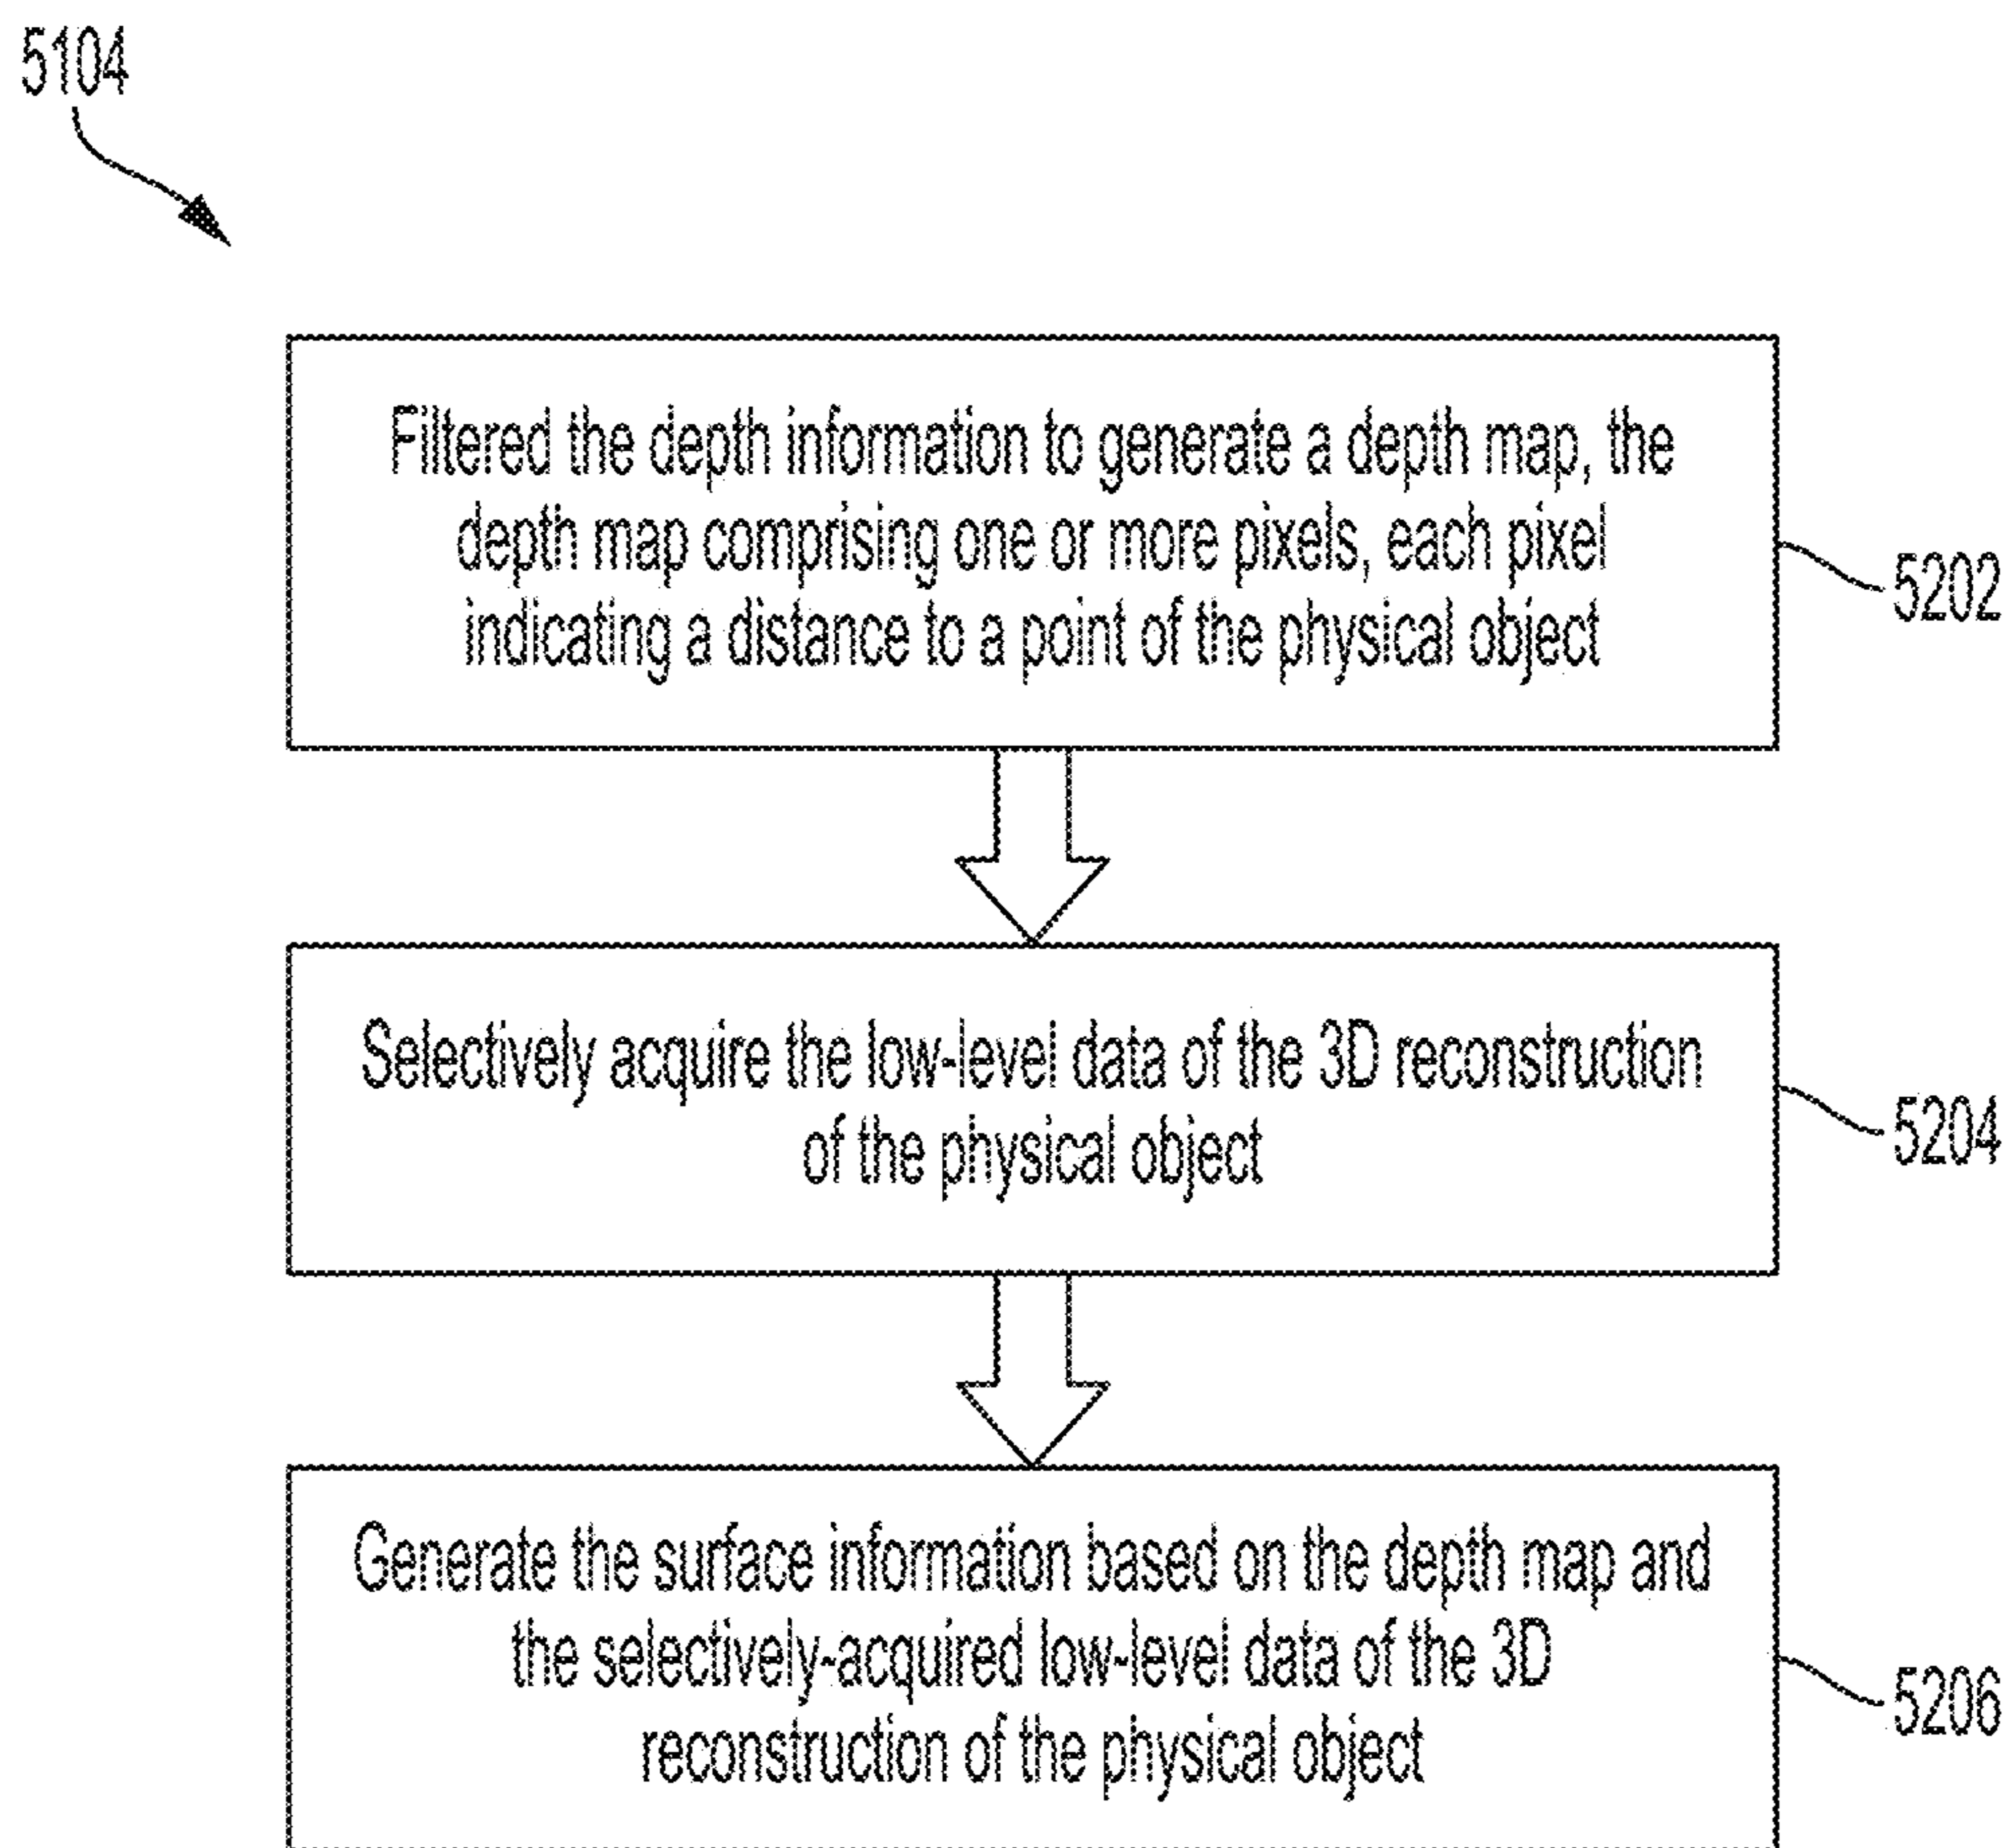 5104
Filtered the depth information to generate a depth map, the
depth map comprising one or more pixels, each pixel
indicating a distance to a point of the physical object
5202
Selectively acquire the low-level data of the 3D reconstruction
of the physical object
5204
Generate the surface information based on the depth map and
the selectively-acquired low-level data of the 3D
reconstruction of the physical object
5206